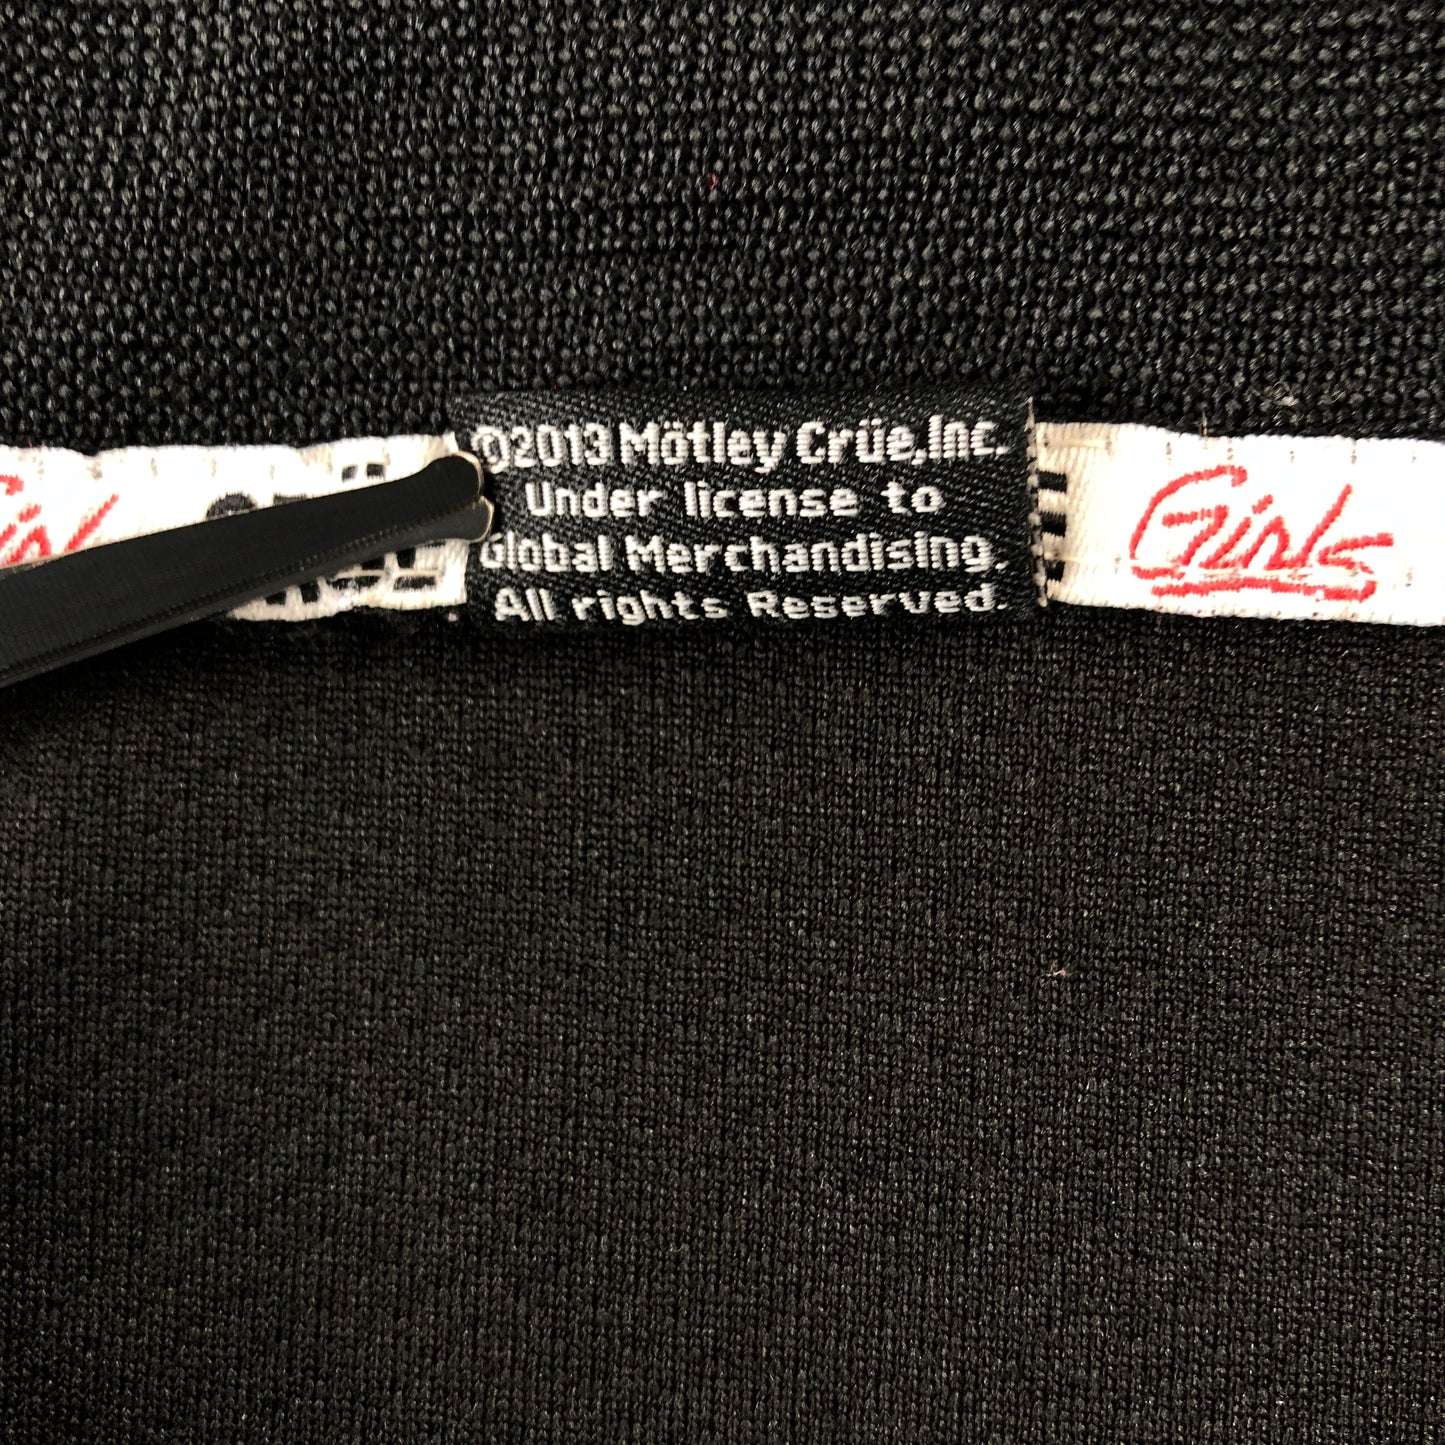 ©2013 Mötley Crüe,Inc.
Under license to
Global Merchandising.
All rights Reserved.
Girls